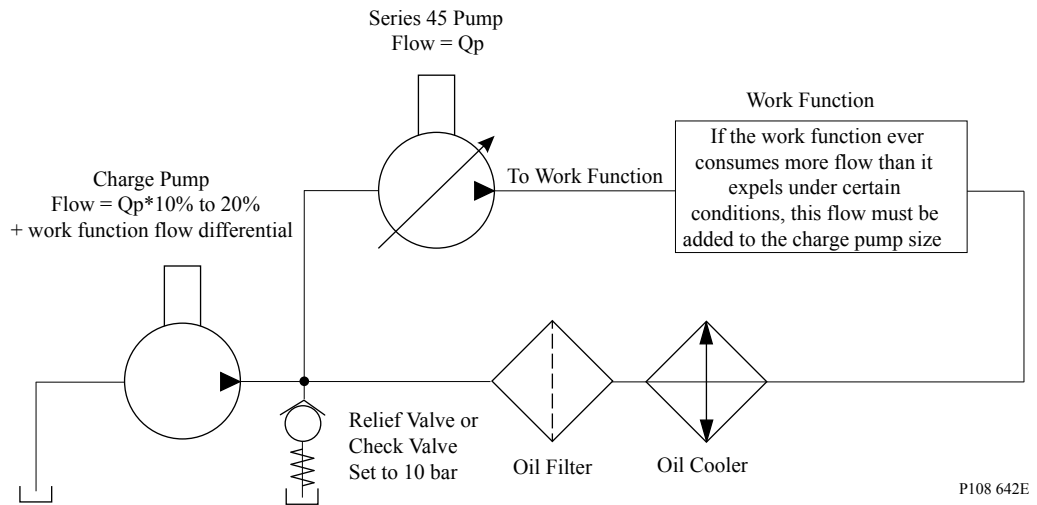 Series 45 Pump
Flow = Qp
Work Function
If the work function ever
consumes more flow than it
expels under certain
conditions, this flow must be
added to the charge pump size
To Work Function
Charge Pump
Flow = Qp*10% to 20%
+ work function flow differential
Relief Valve or
Check Valve
Set to 10 bar
Oil Filter
Oil Cooler
P108 642E